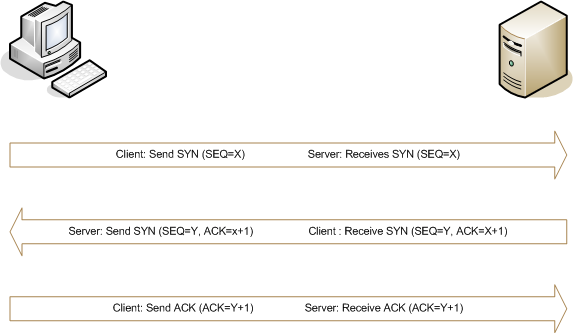 Client: Send SYN (SEQ=X) Server: Receives SYN (SEQ=X)
Server: Send SYN (SEQ=Y, ACK=x+1) Client : Receive SYN (SEQ=Y, ACK=X+1)
Client: Send ACK (ACK=Y+1) Server: Receive ACK (ACK=Y+1)